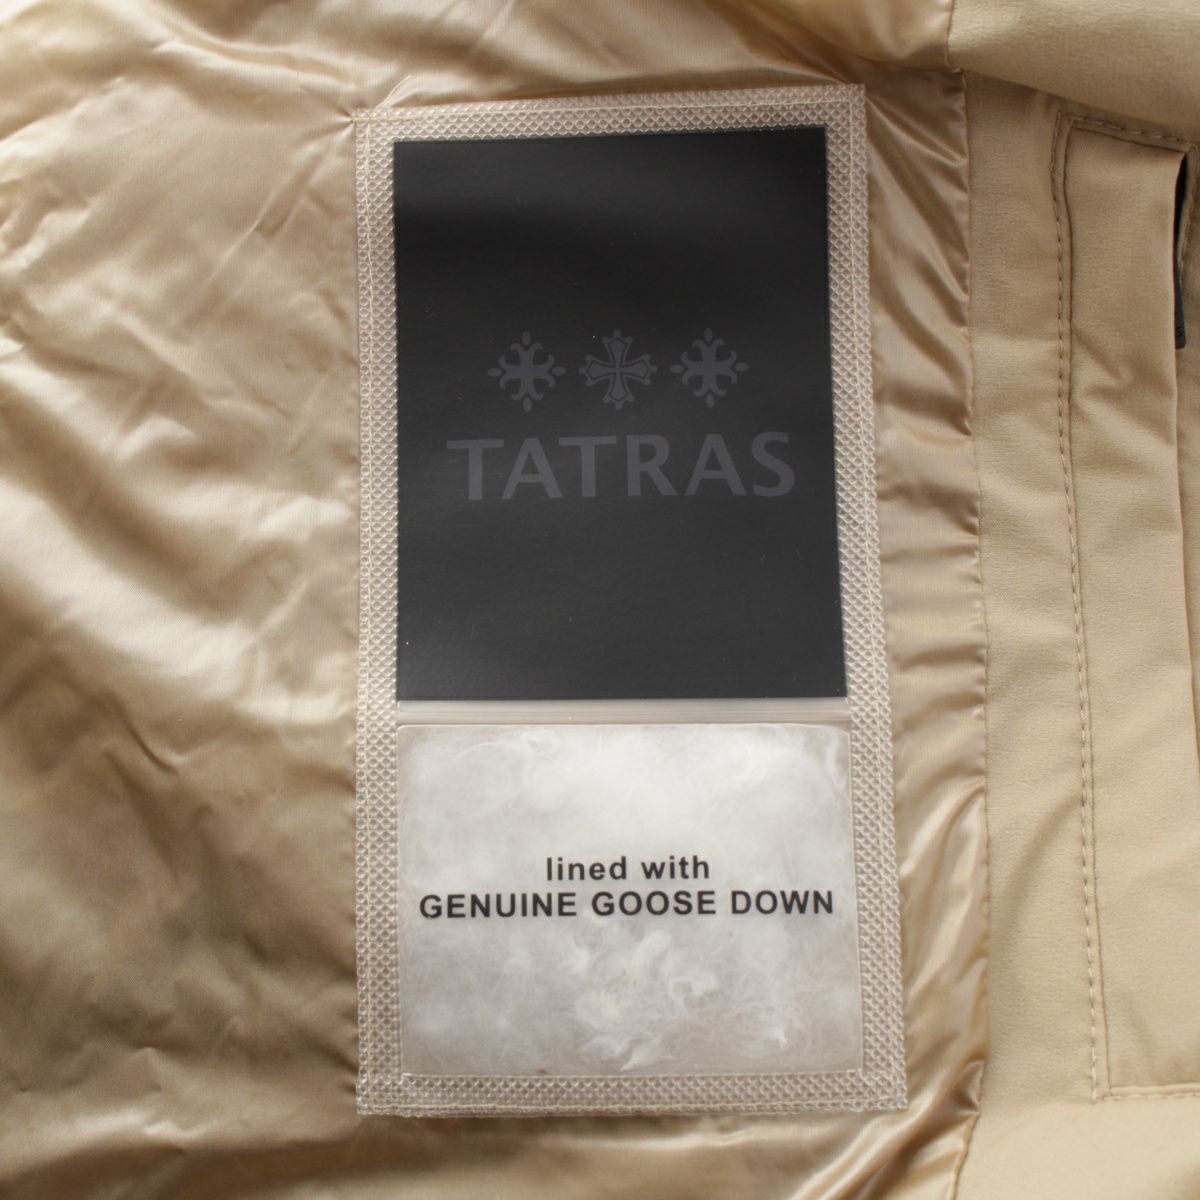 TATRAS
lined with
GENUINE GOOSE DOWN